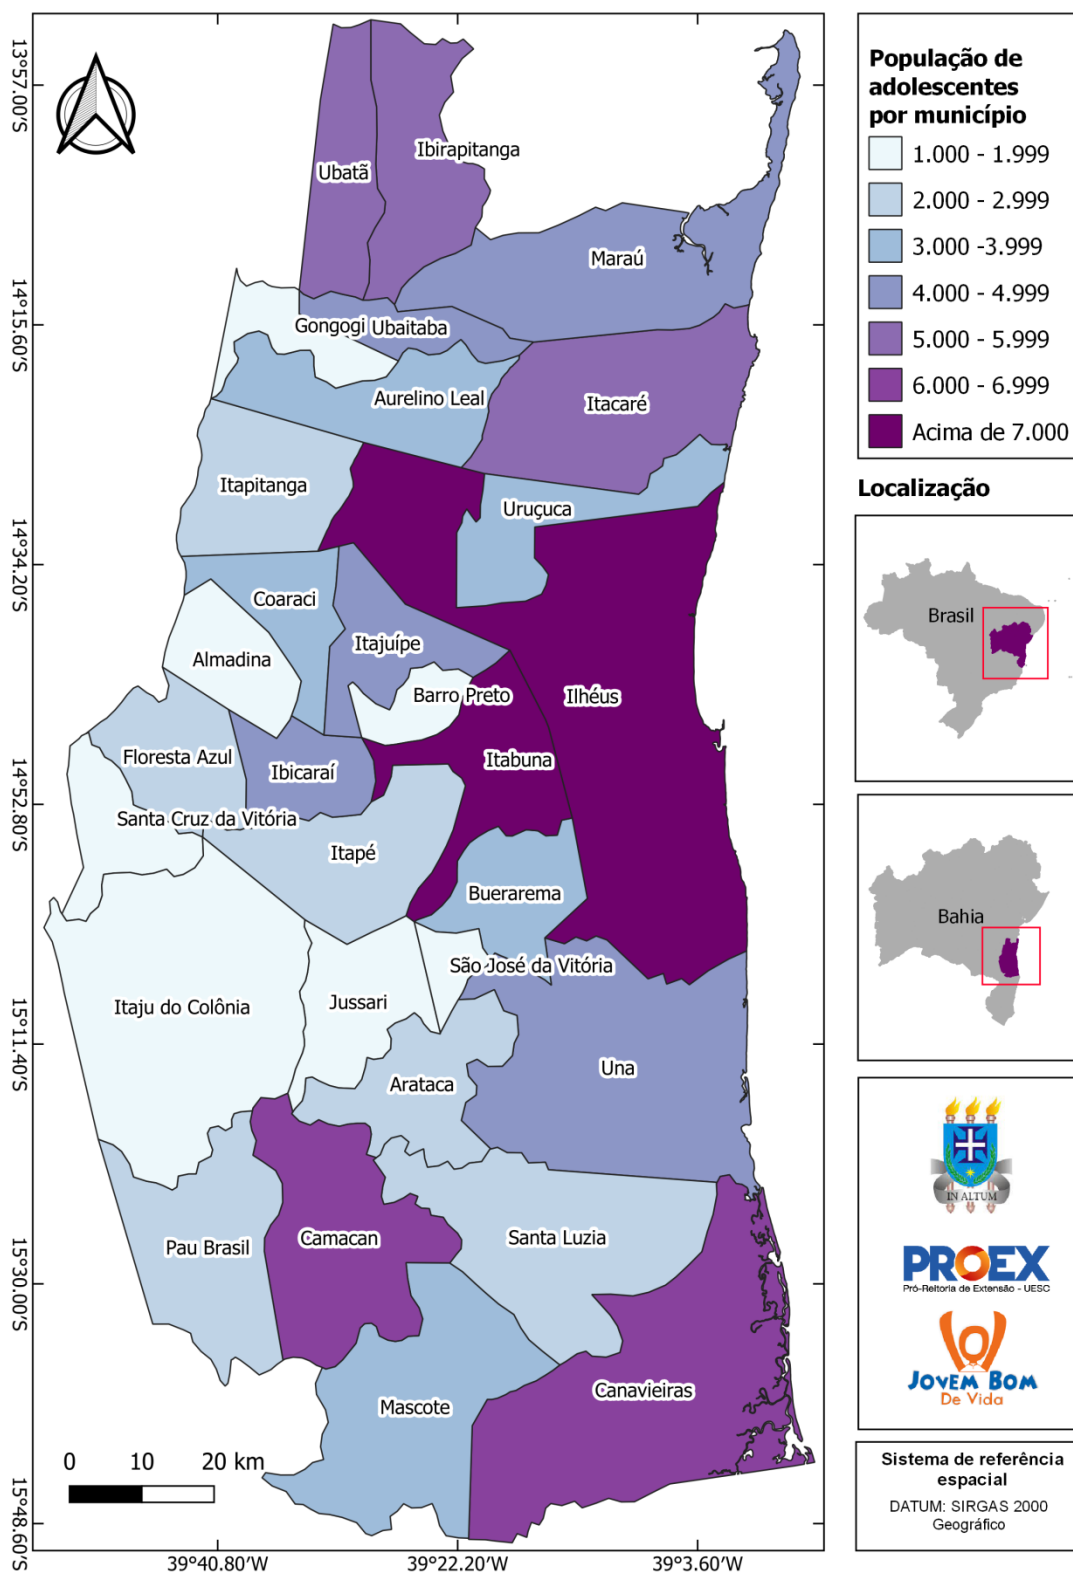 13°57.00′S
14°15.60′S
14°34.20′S
14°52.80′S
15°11.40′S
15°30.00′S
15°48.60′S
Ubatã
Ibirapitanga
Maraú
Gongogi
Ubaitaba
Aurelino Leal
Itacaré
Itapitanga
Uruçuca
Coaraci
Itajuípe
Almadina
Barro Preto
Ilhéus
Floresta Azul
Ibicaraí
Itabuna
Santa Cruz da Vitória
Itapé
Buerarema
São José da Vitória
Itaju do Colônia
Jussari
Una
Arataca
Pau Brasil
Camacan
Santa Luzia
Mascote
Canavieiras
0 10 20 km
39°40.80′W 39°22.20′W 39°3.60′W
População de
adolescentes
por município
1.000 - 1.999
2.000 - 2.999
3.000 -3.999
4.000 - 4.999
5.000 - 5.999
6.000 - 6.999
Acima de 7.000
Localização
Brasil
Bahia
IN ALTUM
PROEX
Pró-Reitoria de Extensão - UESC
JOVEM BOM
De Vida
Sistema de referência
espacial
DATUM: SIRGAS 2000
Geográfico